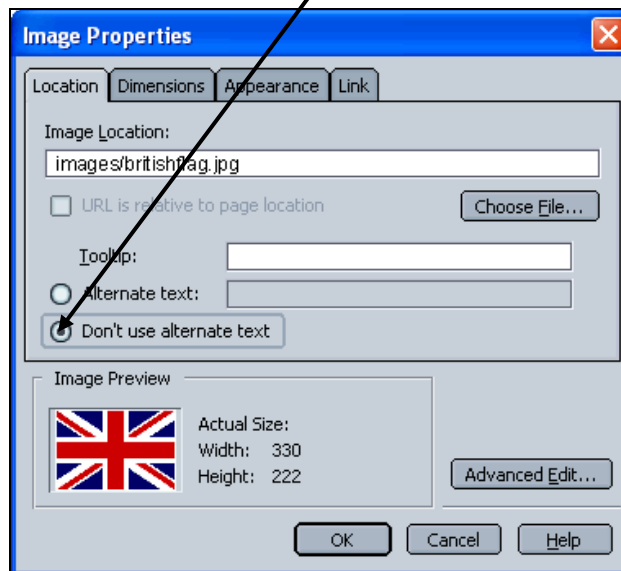 Image Properties
Location Dimensions Appearance Link
Image Location:
images/britishflag.jpg
URL is relative to page location Choose File...
Tooltip:
Alternate text:
Don't use alternate text
Image Preview
Actual Size:
Width: 330
Height: 222
Advanced Edit...
OK Cancel Help